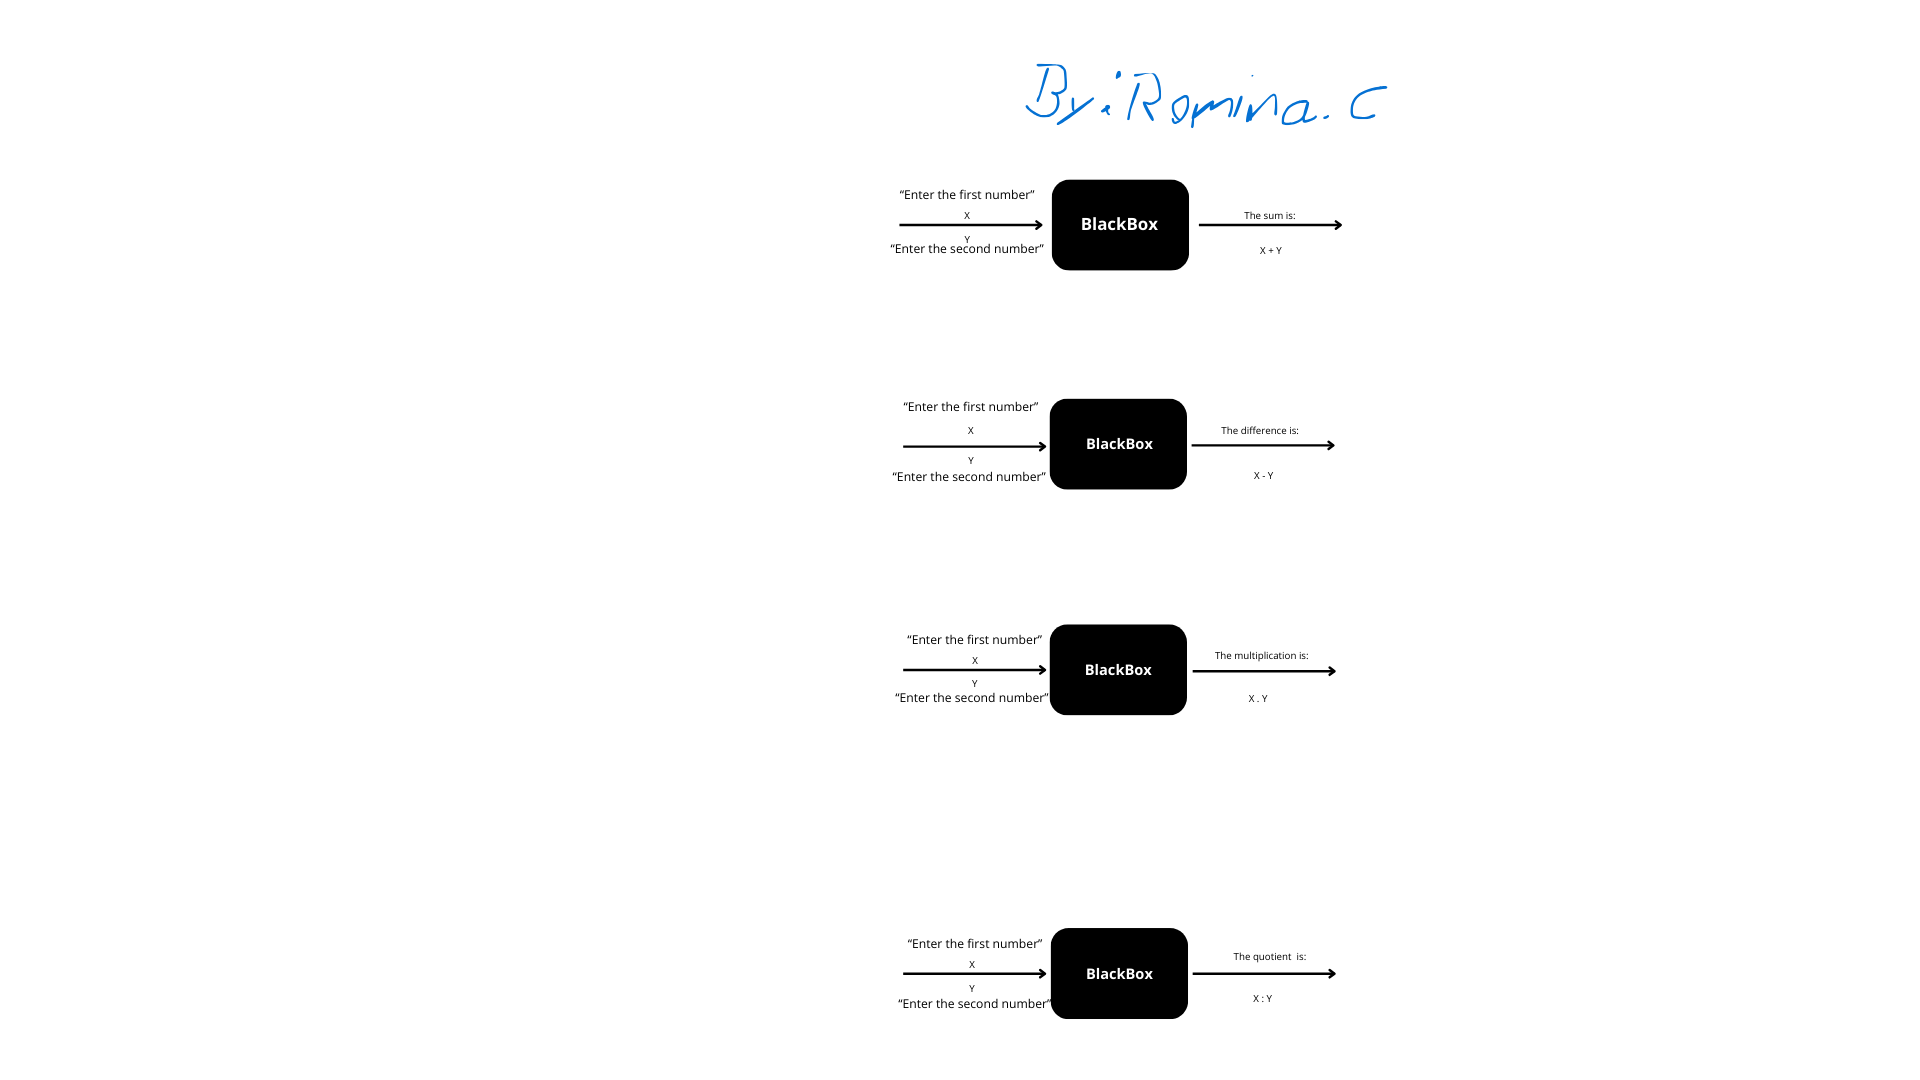 By: Romina. C
“Enter the first number”
X
Y
“Enter the second number”
BlackBox
The sum is:
X + Y
“Enter the first number”
X
Y
“Enter the second number”
BlackBox
The difference is:
X - Y
“Enter the first number”
X
Y
“Enter the second number”
BlackBox
The multiplication is:
X . Y
“Enter the first number”
X
Y
“Enter the second number”
BlackBox
The quotient  is:
X : Y